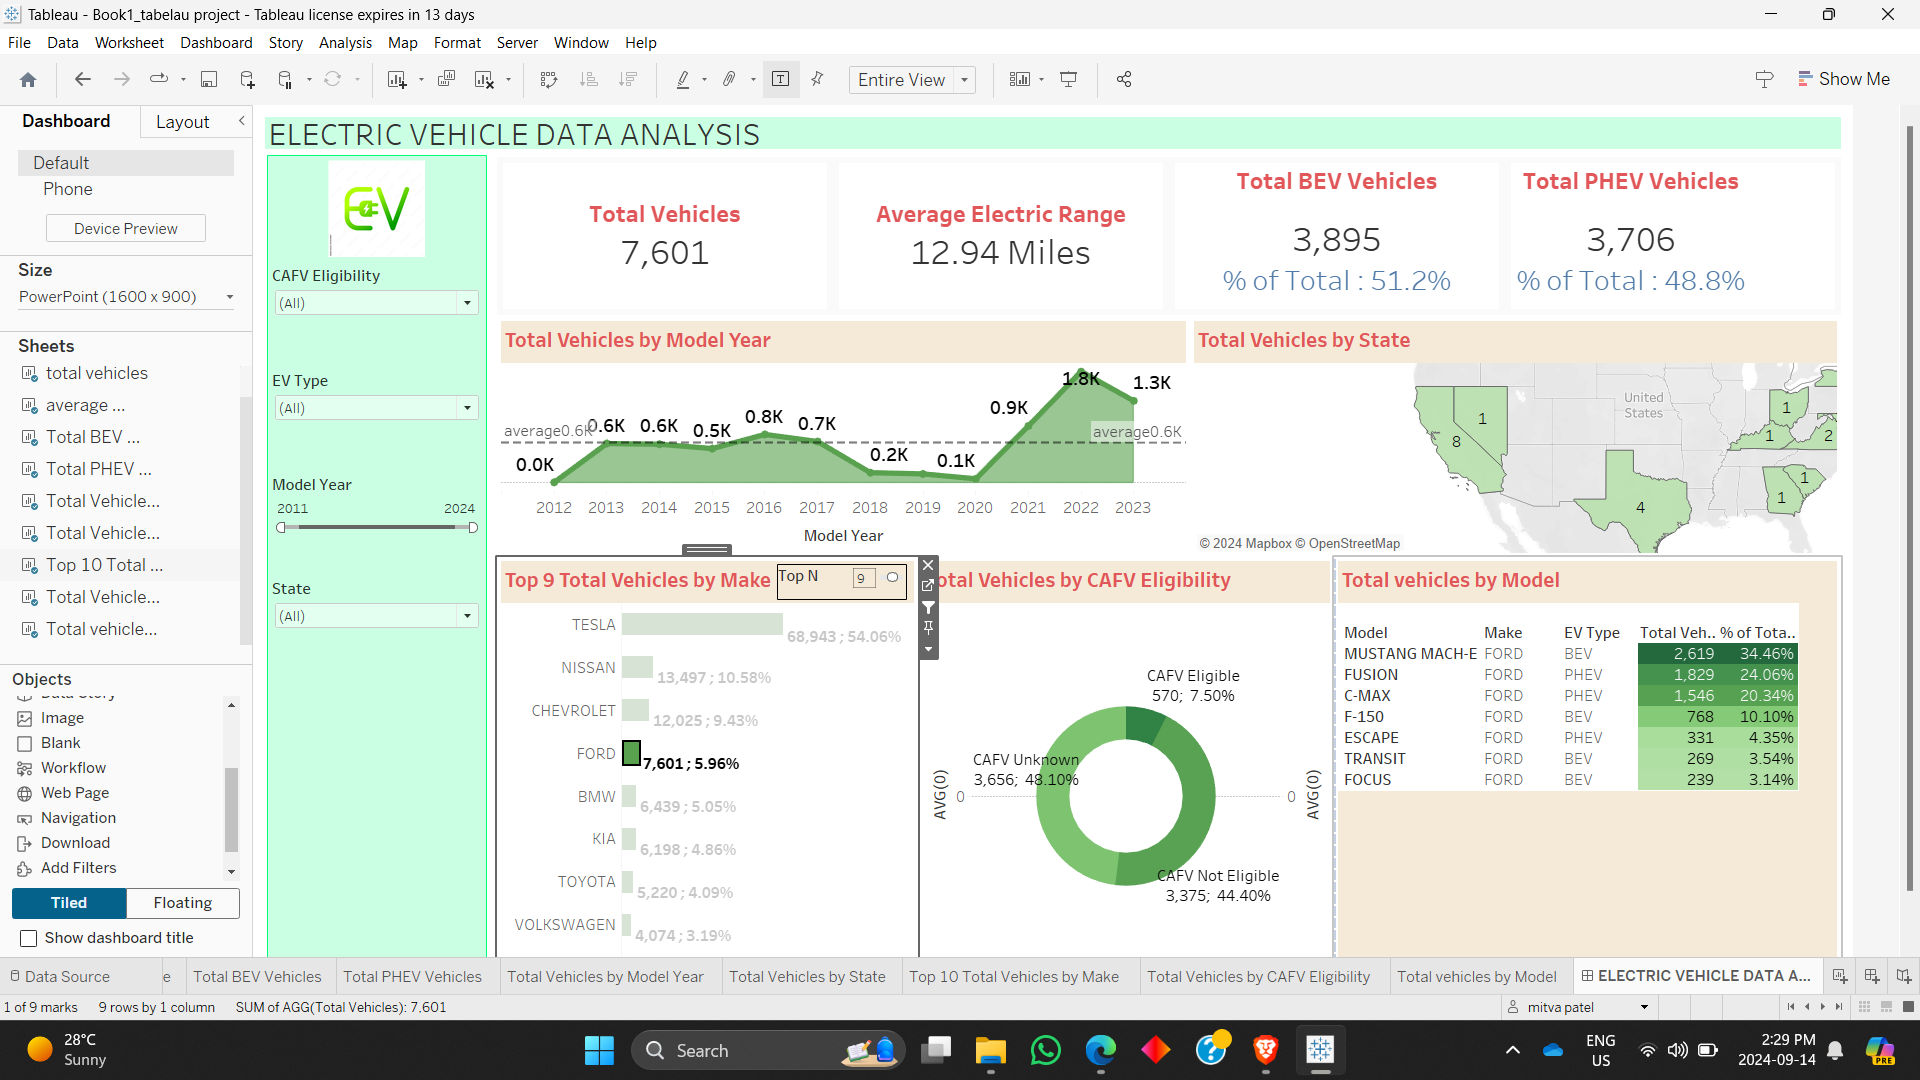 Tableau - Book1_tabelau project - Tableau license expires in 13 days
File Data Worksheet Dashboard Story Analysis Map Format Server Window Help
Entire View
Show Me
Dashboard Layout
Default
Phone
Device Preview
Size
PowerPoint (1600 x 900)
Sheets
total vehicles
average ...
Total BEV ...
Total PHEV ...
Total Vehicle...
Total Vehicle...
Top 10 Total ...
Total Vehicle...
Total vehicle...
Objects
Image
Blank
Workflow
Web Page
Navigation
Download
Add Filters
Tiled Floating
Show dashboard title
ELECTRIC VEHICLE DATA ANALYSIS
EV
CAFV Eligibility
(All)
EV Type
(All)
Model Year
2011 2024
State
(All)
Total Vehicles
7,601
Average Electric Range
12.94 Miles
Total BEV Vehicles
3,895
% of Total : 51.2%
Total PHEV Vehicles
3,706
% of Total : 48.8%
Total Vehicles by Model Year
average0.6K
0.0K 0.6K 0.6K 0.5K 0.8K 0.7K 0.2K 0.1K 0.9K 1.8K 1.3K
average0.6K
2012 2013 2014 2015 2016 2017 2018 2019 2020 2021 2022 2023
Model Year
Total Vehicles by State
United
States
1
8
4
1
1
2
1
1
© 2024 Mapbox © OpenStreetMap
Top 9 Total Vehicles by Make
Top N 9
TESLA 68,943 ; 54.06%
NISSAN 13,497 ; 10.58%
CHEVROLET 12,025 ; 9.43%
FORD 7,601 ; 5.96%
BMW 6,439 ; 5.05%
KIA 6,198 ; 4.86%
TOYOTA 5,220 ; 4.09%
VOLKSWAGEN 4,074 ; 3.19%
otal Vehicles by CAFV Eligibility
CAFV Eligible
570; 7.50%
CAFV Unknown
3,656; 48.10%
CAFV Not Eligible
3,375; 44.40%
AVG(0)
0
0
AVG(0)
Total vehicles by Model
Model Make EV Type Total Veh.. % of Tota..
MUSTANG MACH-E FORD BEV 2,619 34.46%
FUSION FORD PHEV 1,829 24.06%
C-MAX FORD PHEV 1,546 20.34%
F-150 FORD BEV 768 10.10%
ESCAPE FORD PHEV 331 4.35%
TRANSIT FORD BEV 269 3.54%
FOCUS FORD BEV 239 3.14%
Data Source e Total BEV Vehicles Total PHEV Vehicles Total Vehicles by Model Year Total Vehicles by State Top 10 Total Vehicles by Make Total Vehicles by CAFV Eligibility Total vehicles by Model ELECTRIC VEHICLE DATA A...
1 of 9 marks 9 rows by 1 column SUM of AGG(Total Vehicles): 7,601
mitva patel
28°C
Sunny
Search
ENG
US
2:29 PM
2024-09-14
PRE